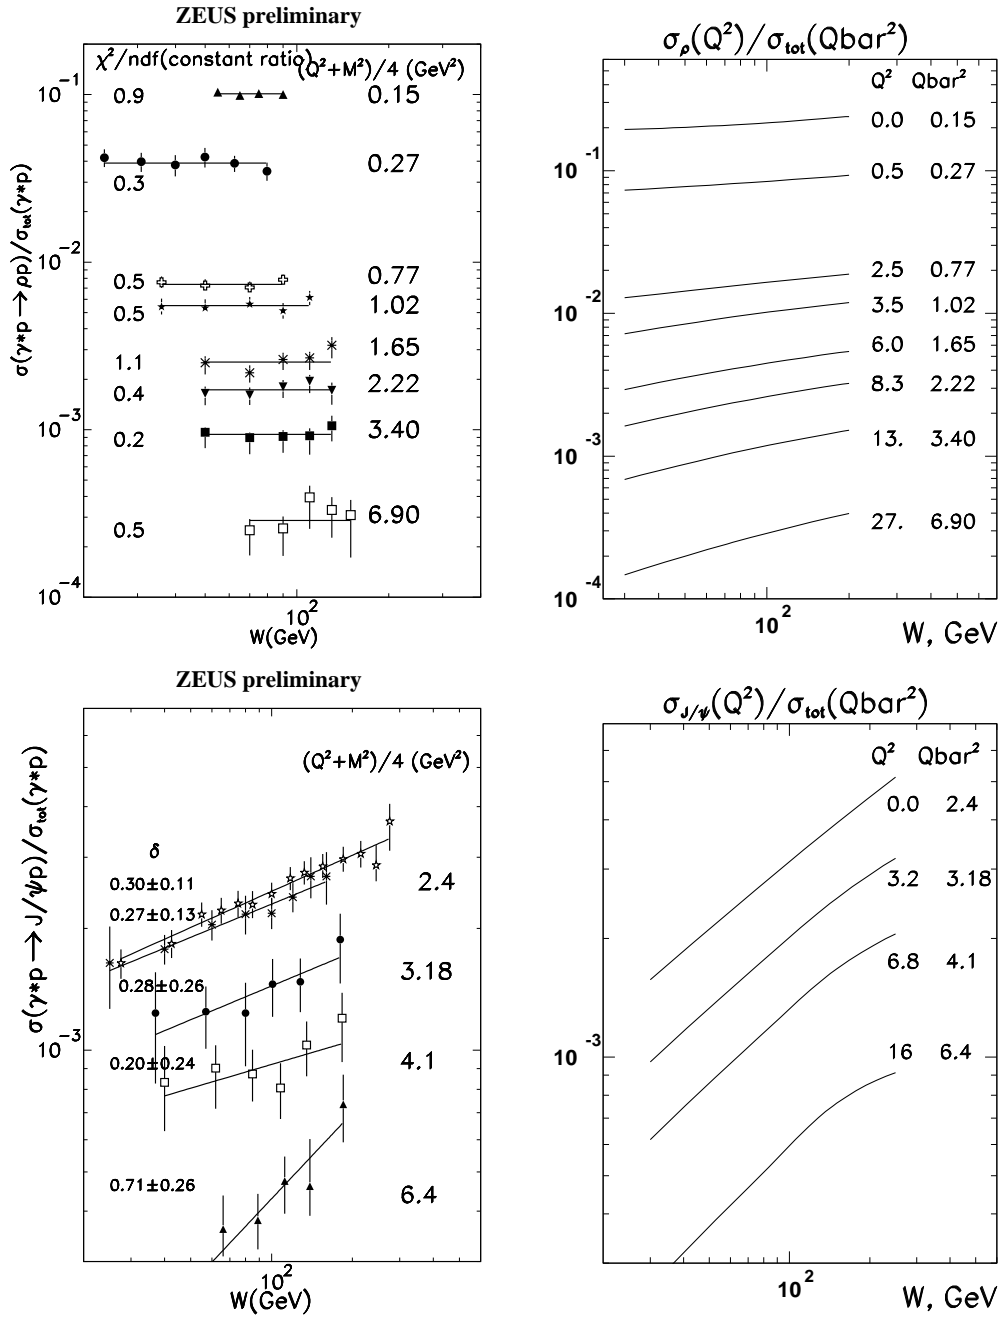 ZEUS preliminary
χ²/ndf(constant ratio)
(Q²+M²)/4 (GeV²)
0.9 0.15
0.3 0.27
0.5 0.77
0.5 1.02
1.1 1.65
0.4 2.22
0.2 3.40
0.5 6.90
10⁻¹
10⁻²
10⁻³
10⁻⁴
σ(γ*p → ρp)/σtot(γ*p)
10²
W(GeV)
σρ(Q²)/σtot(Qbar²)
Q² Qbar²
0.0 0.15
0.5 0.27
2.5 0.77
3.5 1.02
6.0 1.65
8.3 2.22
13. 3.40
27. 6.90
10⁻¹
10⁻²
10⁻³
10⁻⁴
10²
W, GeV
ZEUS preliminary
(Q²+M²)/4 (GeV²)
δ
0.30±0.11
0.27±0.13
2.4
0.28±0.26
3.18
0.20±0.24
4.1
0.71±0.26
6.4
10⁻³
σ(γ*p → J/ψp)/σtot(γ*p)
10²
W(GeV)
σJ/ψ(Q²)/σtot(Qbar²)
Q² Qbar²
0.0 2.4
3.2 3.18
6.8 4.1
16 6.4
10⁻³
10²
W, GeV